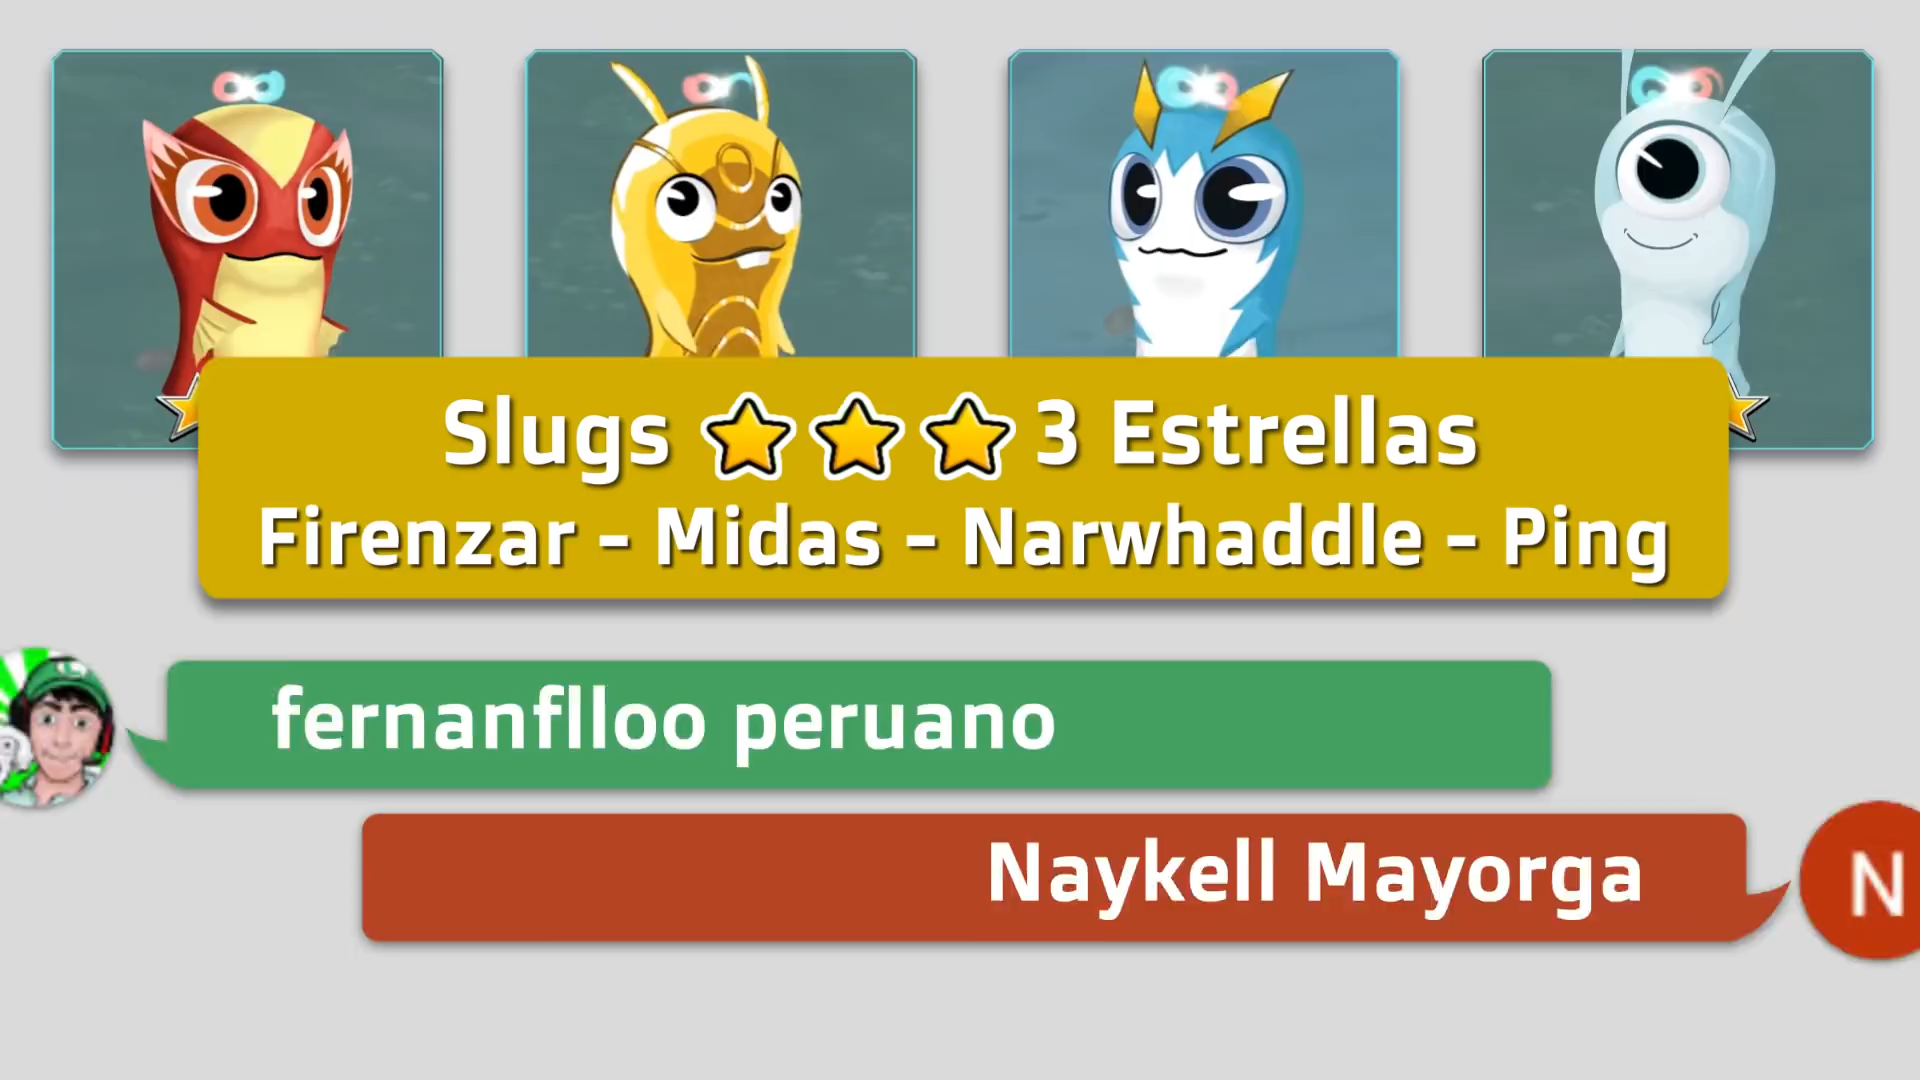 Slugs 3 Estrellas
Firenzar - Midas - Narwhaddle - Ping
fernanflloo peruano
Naykell Mayorga
N